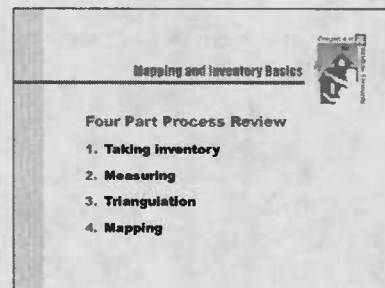 Mapping and Inventory Basics
Four Part Process Review
1. Taking inventory
2. Measuring
3. Triangulation
4. Mapping